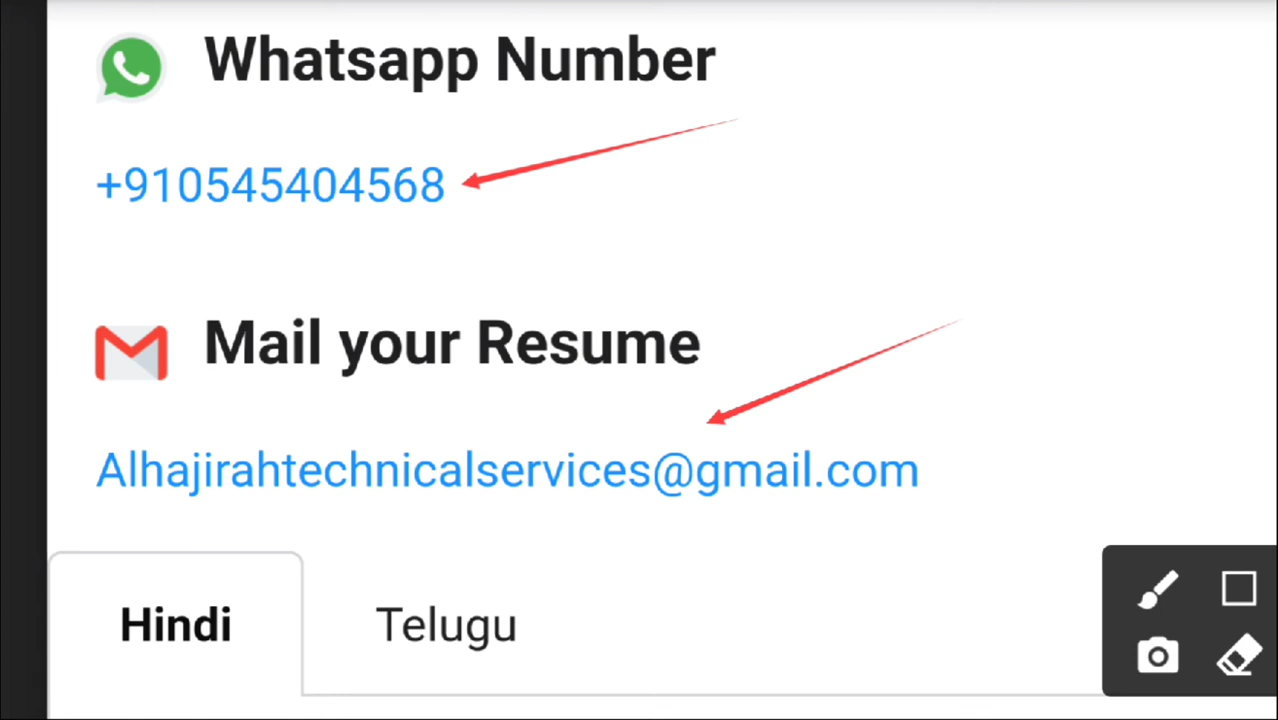 Whatsapp Number
+910545404568
Mail your Resume
Alhajirahtechnicalservices@gmail.com
Hindi Telugu